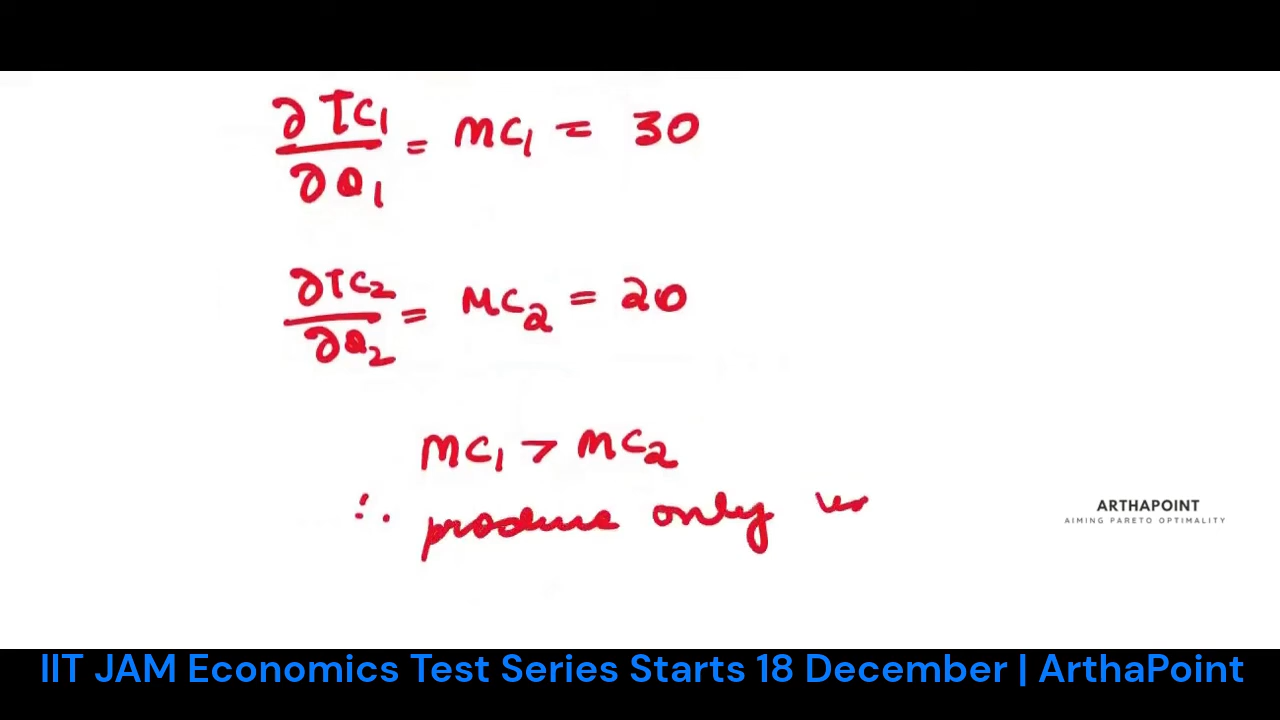 ∂TC₁/∂Q₁ = MC₁ = 30
∂TC₂/∂Q₂ = MC₂ = 20
MC₁ > MC₂
∴ produce only
ARTHAPOINT
AIMING PARETO OPTIMALITY
IIT JAM Economics Test Series Starts 18 December | ArthaPoint